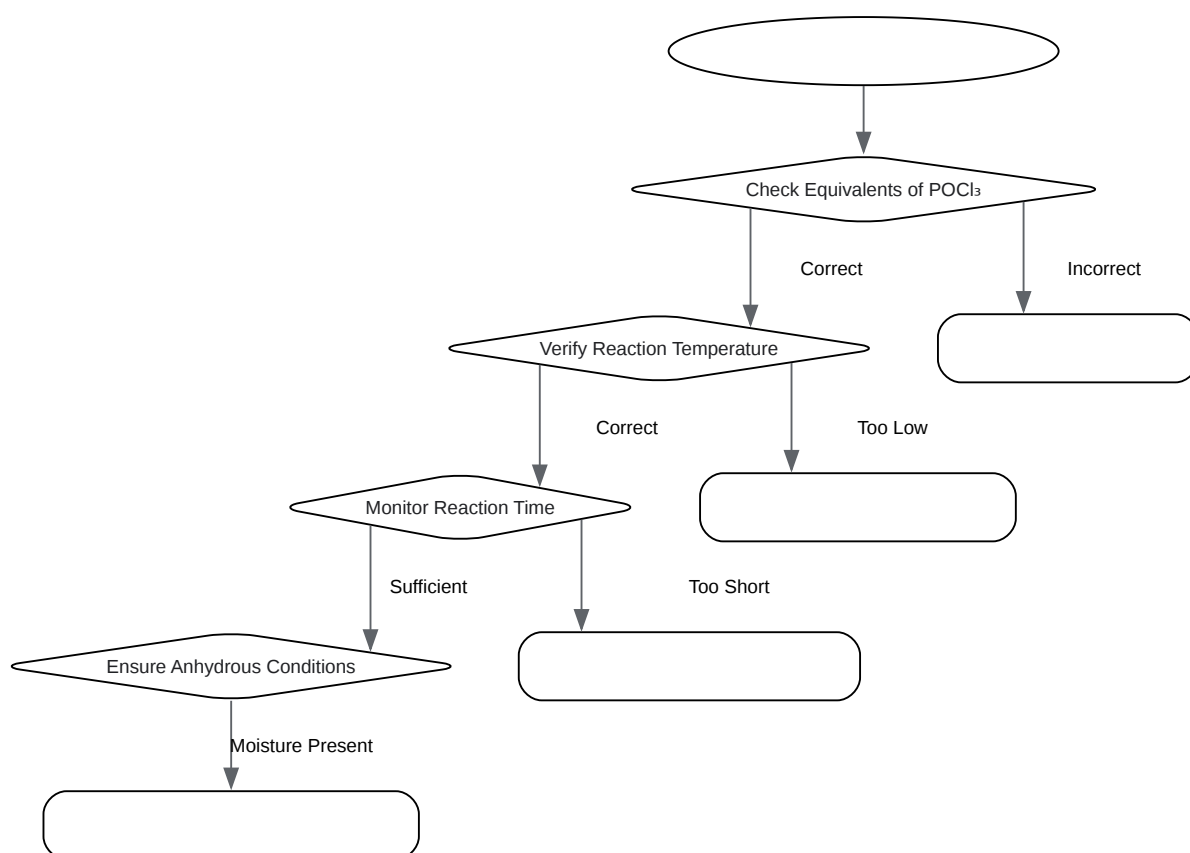 Check Equivalents of POCl₃
Correct
Incorrect
Verify Reaction Temperature
Correct
Too Low
Monitor Reaction Time
Sufficient
Too Short
Ensure Anhydrous Conditions
Moisture Present